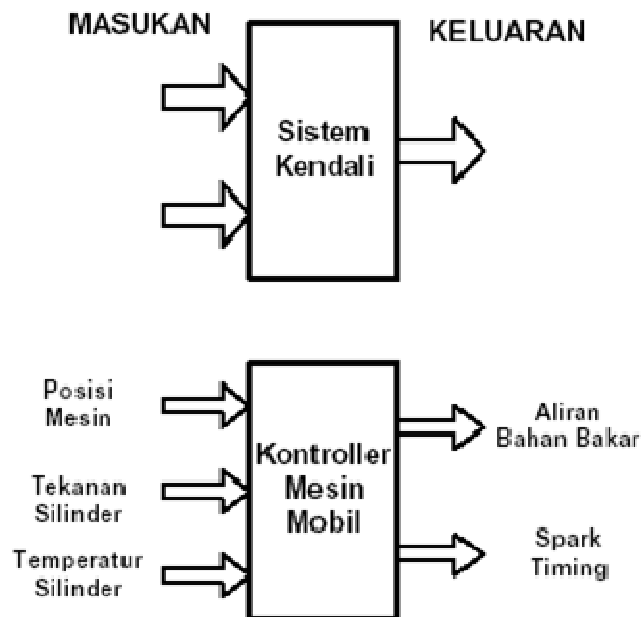 MASUKAN
KELUARAN
Sistem
Kendali
Posisi
Mesin
Tekanan
Silinder
Temperatur
Silinder
Kontroller
Mesin
Mobil
Aliran
Bahan Bakar
Spark
Timing